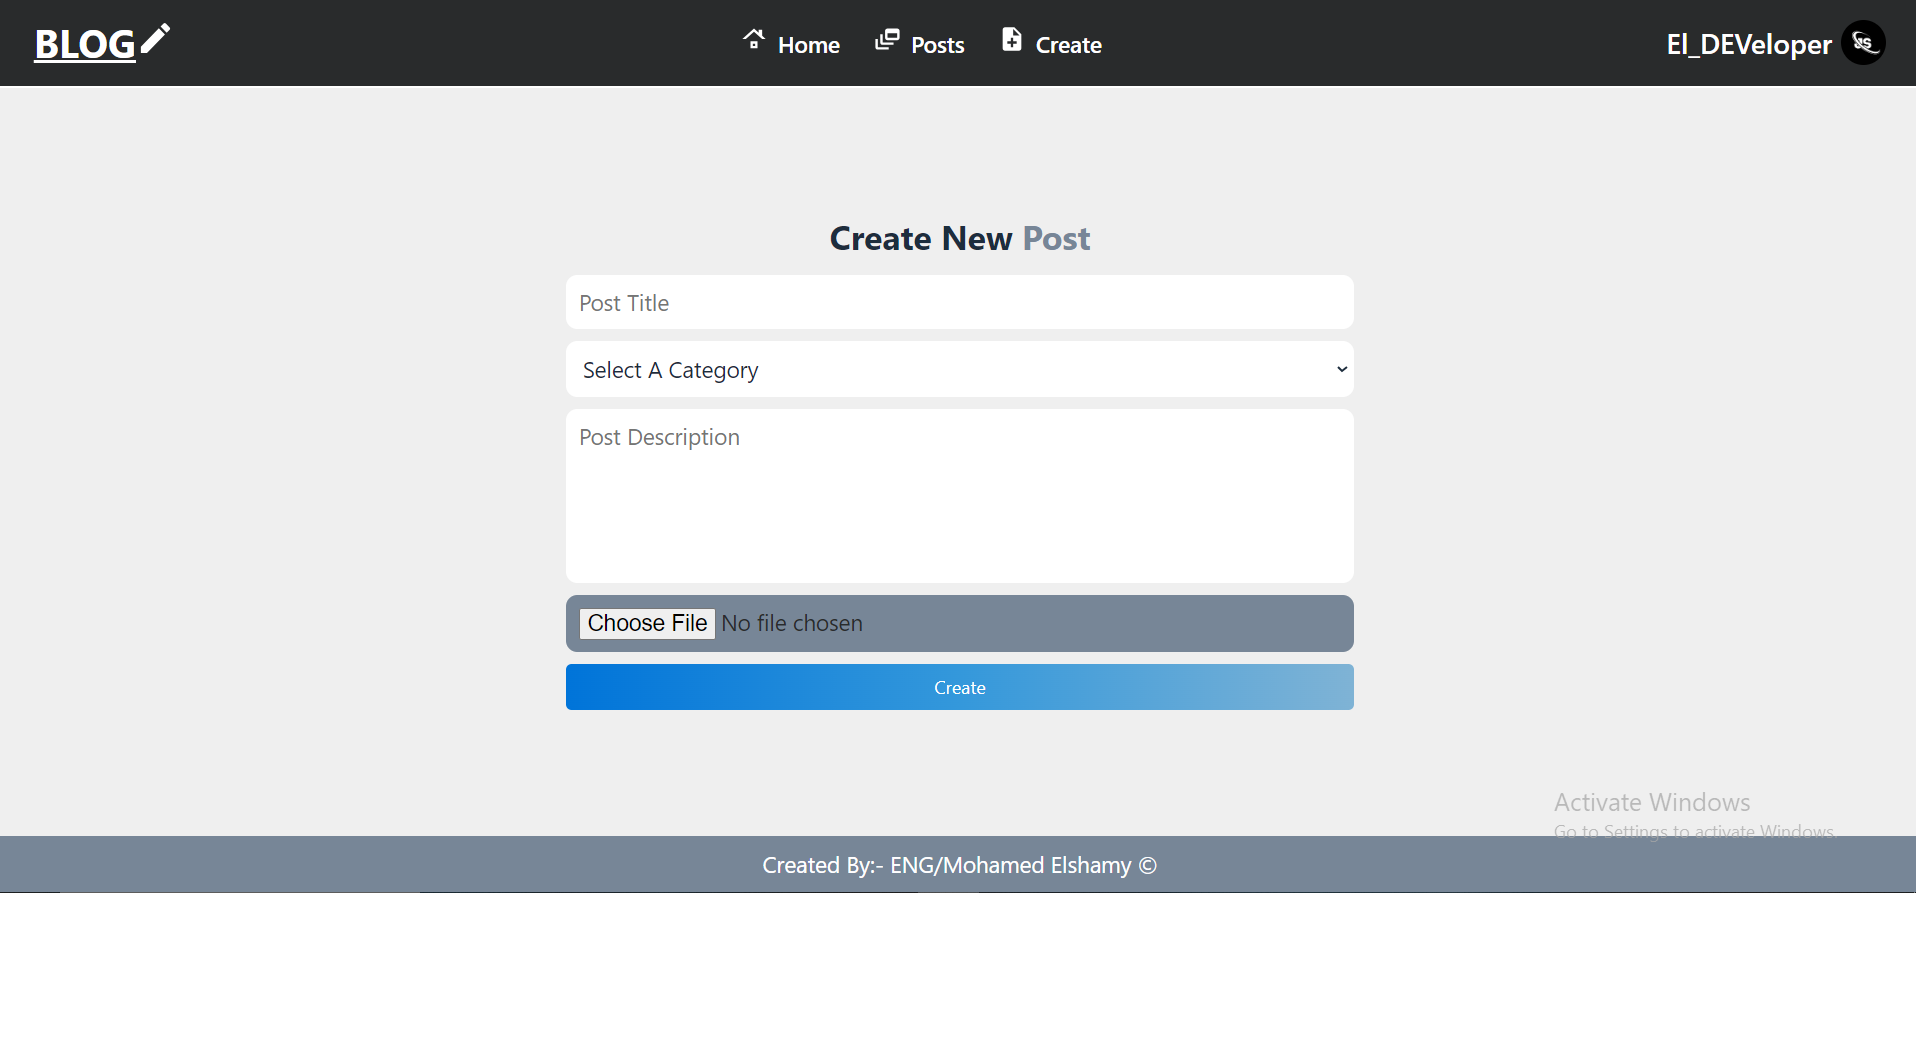 BLOG
Home
Posts
Create
El_DEVeloper
JS
Create New Post
Post Title
Select A Category
Post Description
Choose File No file chosen
Create
Activate Windows
Go to Settings to activate Windows.
Created By:- ENG/Mohamed Elshamy ©